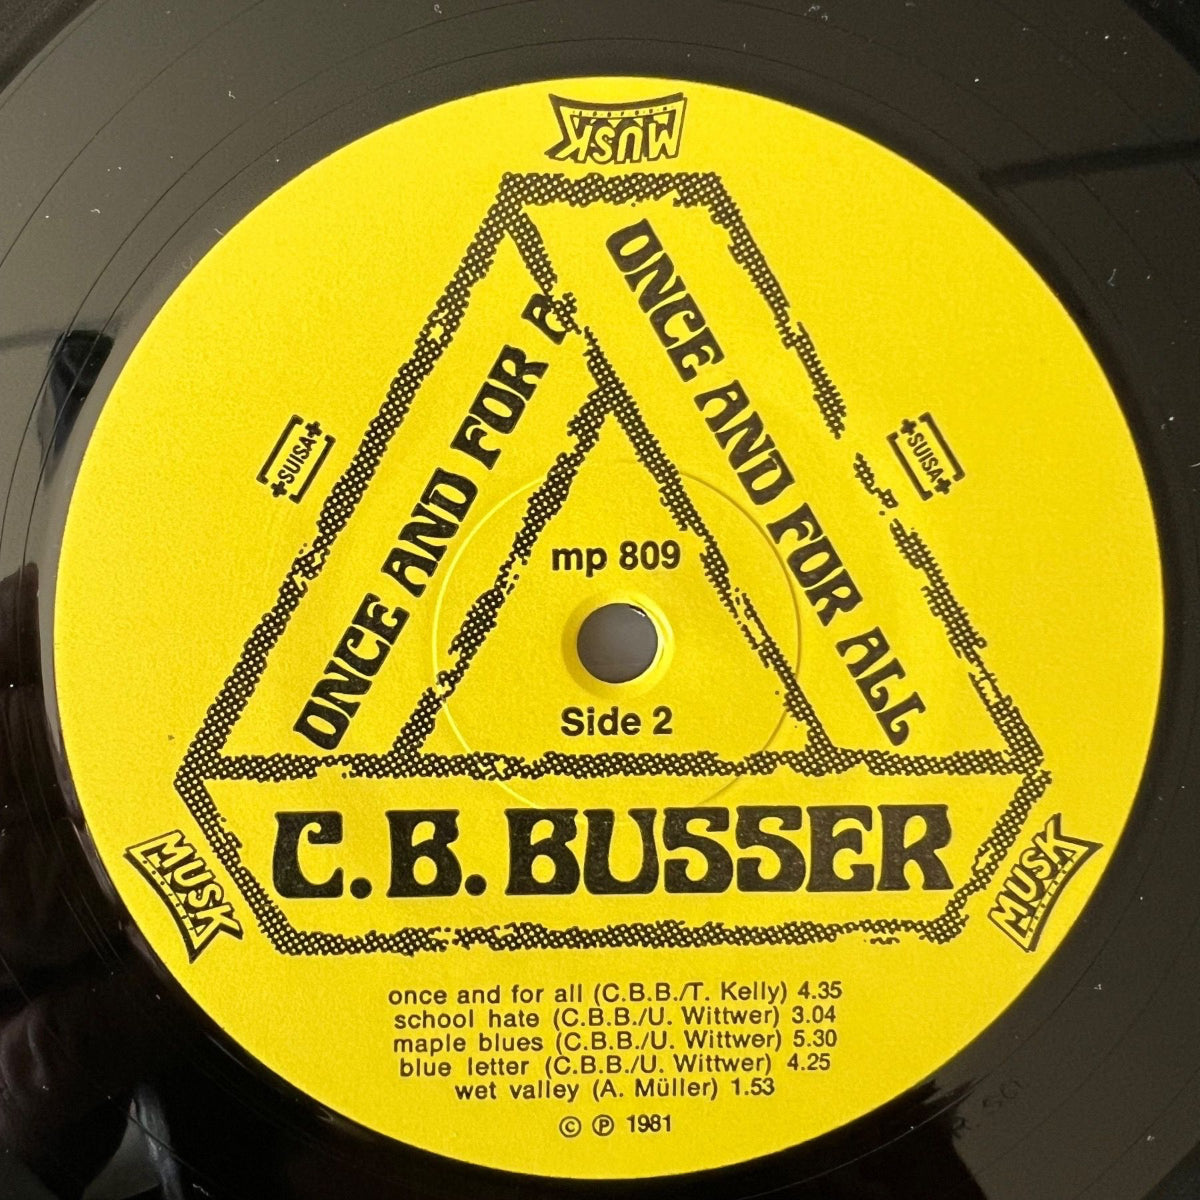 MUSK
ONCE AND FOR A
ONCE AND FOR ALL
SUISA
SUISA
mp 809
Side 2
C.B. BUSSER
MUSK
MUSK
once and for all (C.B.B./T. Kelly) 4.35
school hate (C.B.B./U. Wittwer) 3.04
maple blues (C.B.B./U. Wittwer) 5.30
blue letter (C.B.B./U. Wittwer) 4.25
wet valley (A. Müller) 1.53
© ℗ 1981